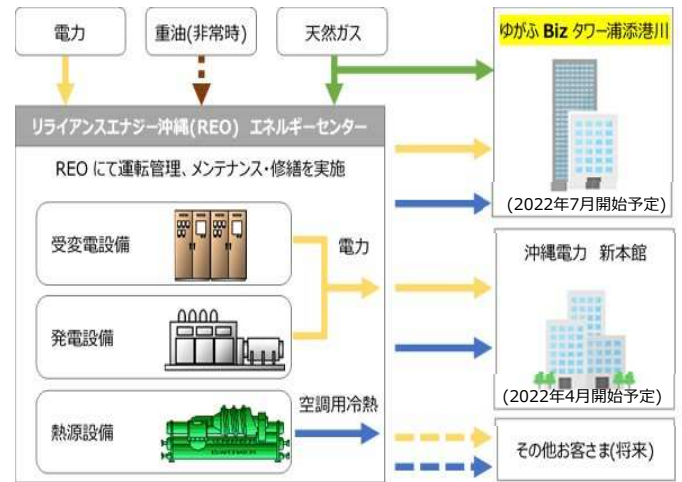 電力
重油(非常時)
天然ガス
ゆがふ Biz タワー浦添港川
リライアンスエナジー沖縄(REO) エネルギーセンター
REO にて運転管理、メンテナンス・修繕を実施
(2022年7月開始予定)
受変電設備
電力
沖縄電力 新本館
発電設備
(2022年4月開始予定)
空調用冷熱
熱源設備
その他お客さま(将来)